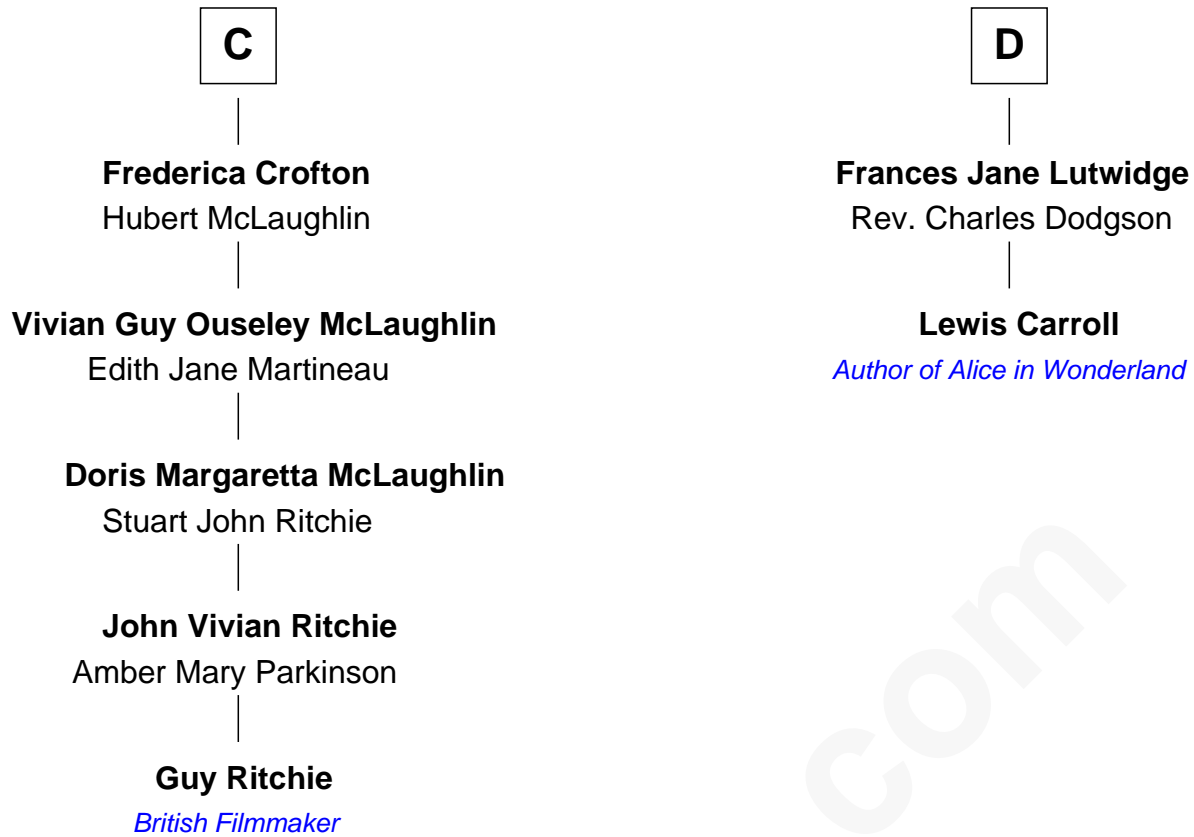 C
Frederica Crofton
Hubert McLaughlin
Vivian Guy Ouseley McLaughlin
Edith Jane Martineau
Doris Margaretta McLaughlin
Stuart John Ritchie
John Vivian Ritchie
Amber Mary Parkinson
Guy Ritchie
British Filmmaker
D
Frances Jane Lutwidge
Rev. Charles Dodgson
Lewis Carroll
Author of Alice in Wonderland
com